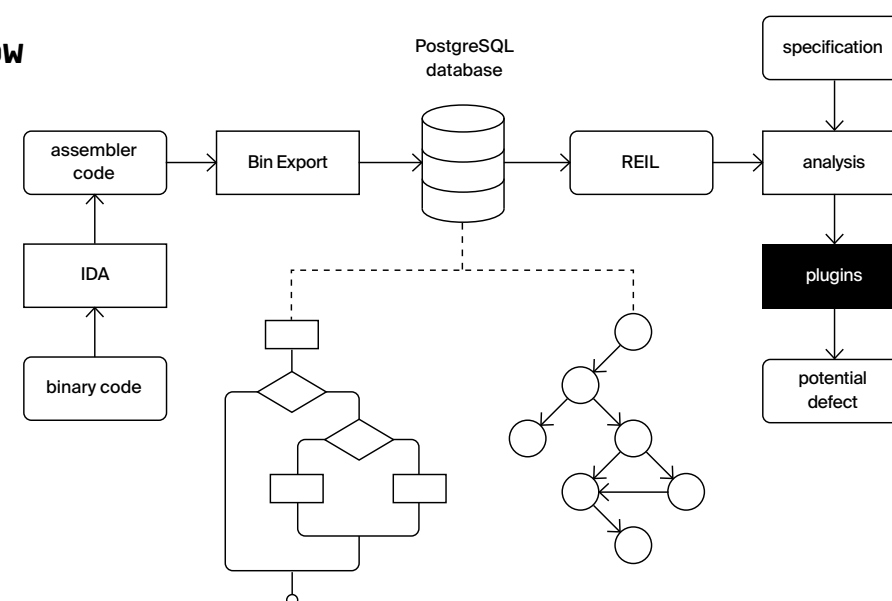 ow
PostgreSQL
database
specification
assembler
code
Bin Export
REIL
analysis
IDA
plugins
binary code
potential
defect